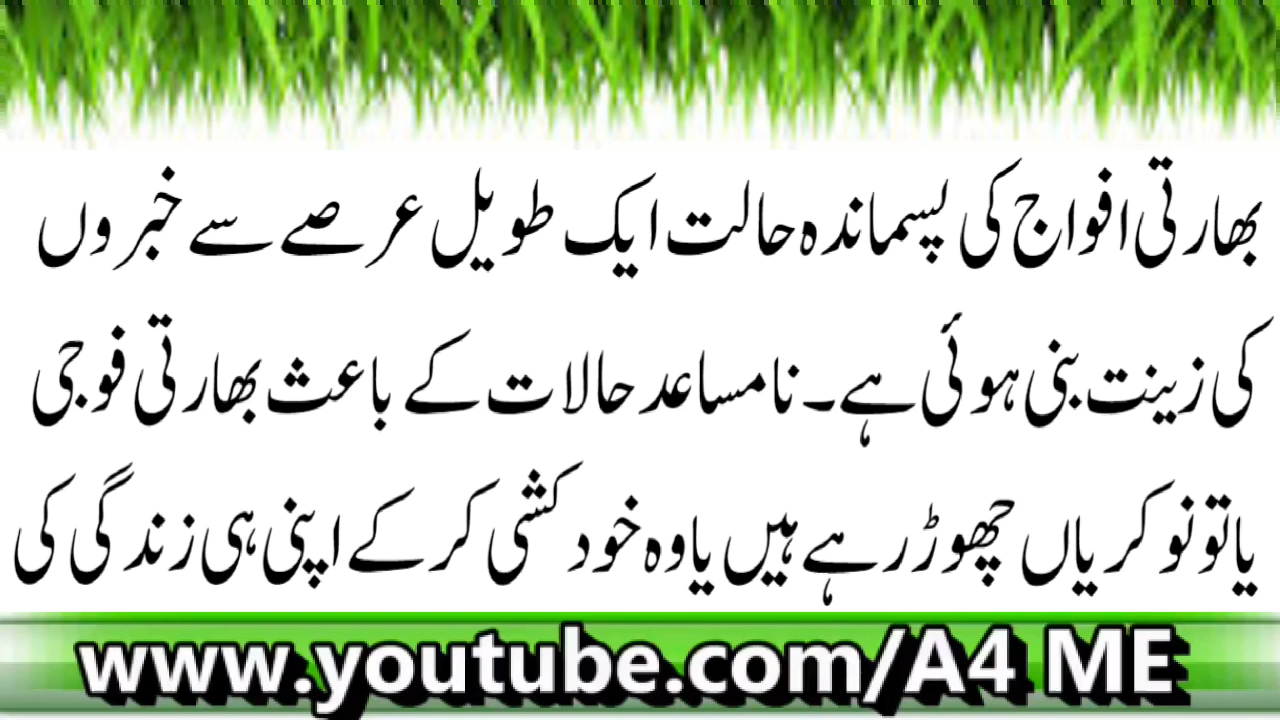 بھارتی افواج کی پسماندہ حالت ایک طویل عرصے سے خبروں
کی زینت بنی ہوئی ہے۔ نامساعد حالات کے باعث بھارتی فوجی
یا تو نوکریاں چھوڑ رہے ہیں یا وہ خود کشی کر کے اپنی ہی زندگی کی
www.youtube.com/A4 ME